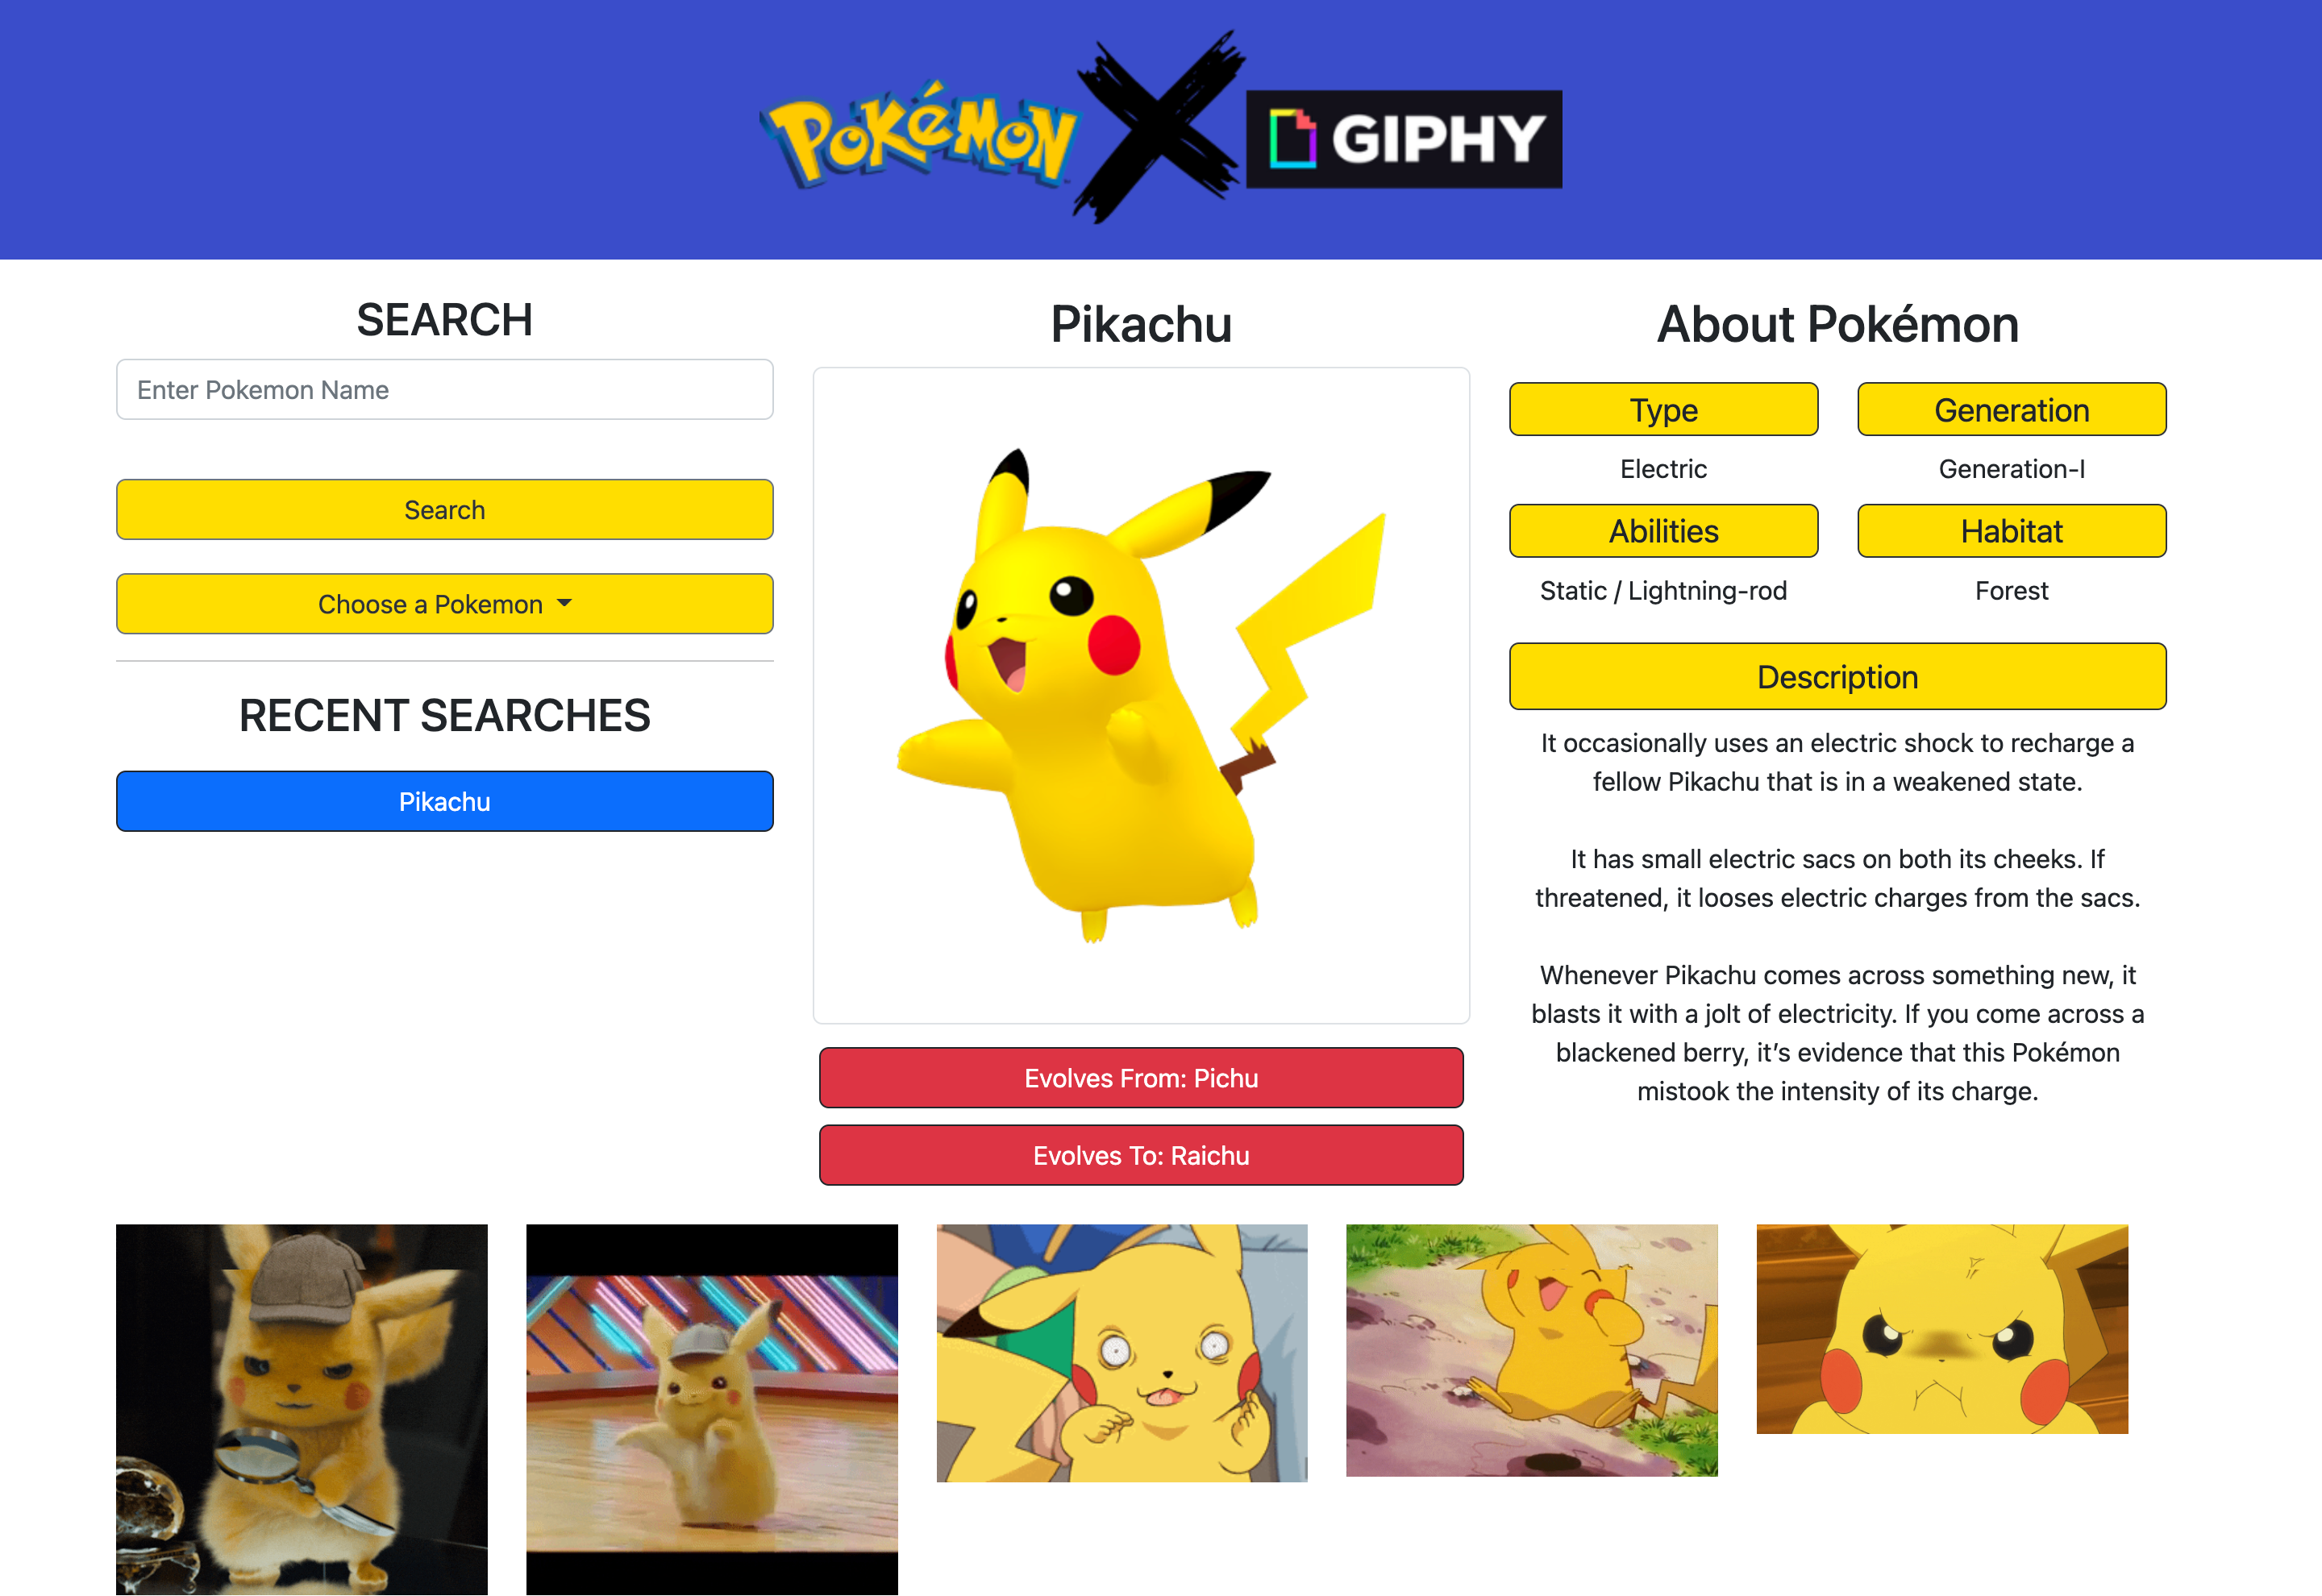 POKéMON
GIPHY
SEARCH
Enter Pokemon Name
Search
Choose a Pokemon
RECENT SEARCHES
Pikachu
Pikachu
Evolves From: Pichu
Evolves To: Raichu
About Pokémon
Type
Generation
Electric
Generation-I
Abilities
Habitat
Static / Lightning-rod
Forest
Description
It occasionally uses an electric shock to recharge a
fellow Pikachu that is in a weakened state.
It has small electric sacs on both its cheeks. If
threatened, it looses electric charges from the sacs.
Whenever Pikachu comes across something new, it
blasts it with a jolt of electricity. If you come across a
blackened berry, it’s evidence that this Pokémon
mistook the intensity of its charge.